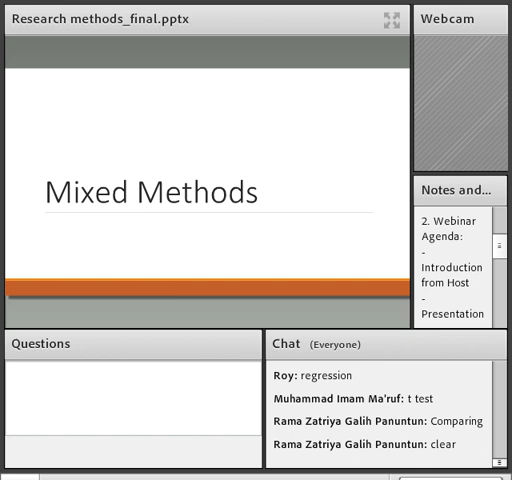 Research methods_final.pptx
Webcam
Mixed Methods
Notes and...
2. Webinar
Agenda:
-
Introduction
from Host
-
Presentation
Questions
Chat (Everyone)
Roy: regression
Muhammad Imam Ma'ruf: t test
Rama Zatriya Galih Panuntun: Comparing
Rama Zatriya Galih Panuntun: clear